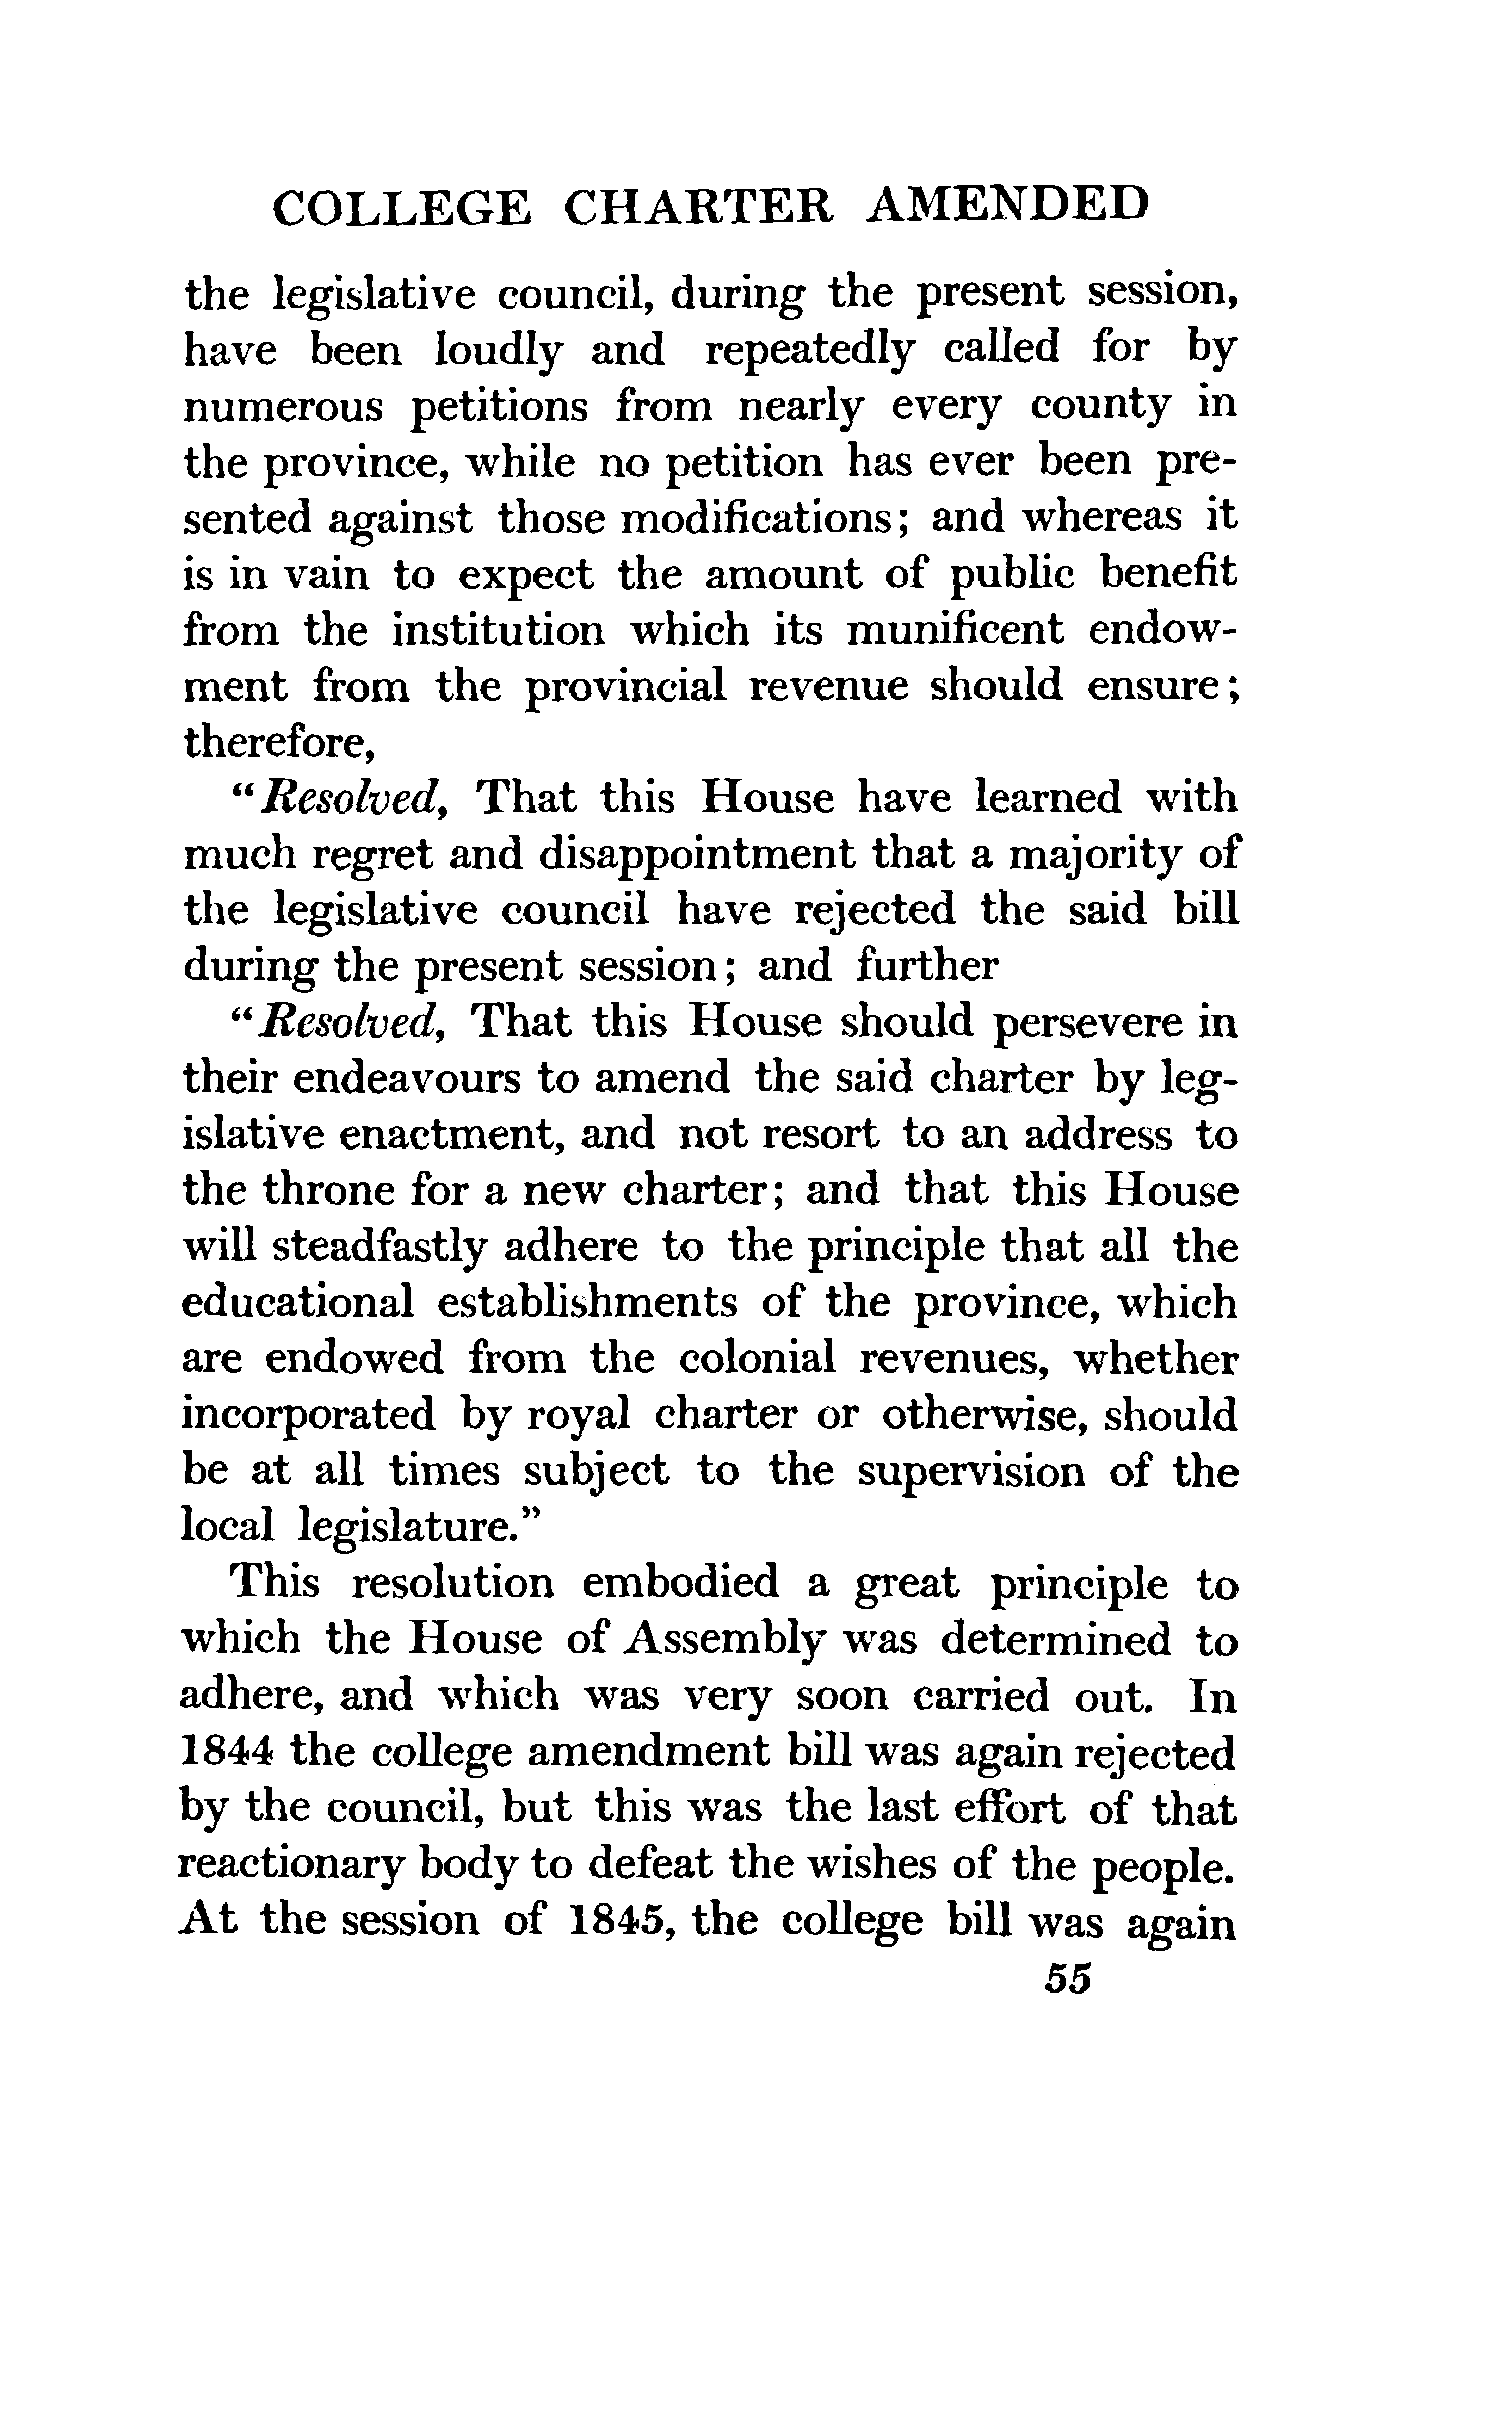 COLLEGE CHARTER AMENDED
the legislative council, during the present session,
have been loudly and repeatedly called for by
numerous petitions from nearly every county in
the province, while no petition has ever been pre-
sented against those modifications; and whereas it
is in vain to expect the amount of public benefit
from the institution which its munificent endow-
ment from the provincial revenue should ensure;
therefore,
"Resolved, That this House have learned with
much regret and disappointment that a majority of
the legislative council have rejected the said bill
during the present session; and further
"Resolved, That this House should persevere in
their endeavours to amend the said charter by leg-
islative enactment, and not resort to an address to
the throne for a new charter; and that this House
will steadfastly adhere to the principle that all the
educational establishments of the province, which
are endowed from the colonial revenues, whether
incorporated by royal charter or otherwise, should
be at all times subject to the supervision of the
local legislature."
This resolution embodied a great principle to
which the House of Assembly was determined to
adhere, and which was very soon carried out. In
1844 the college amendment bill was again rejected
by the council, but this was the last effort of that
reactionary body to defeat the wishes of the people.
At the session of 1845, the college bill was again
55